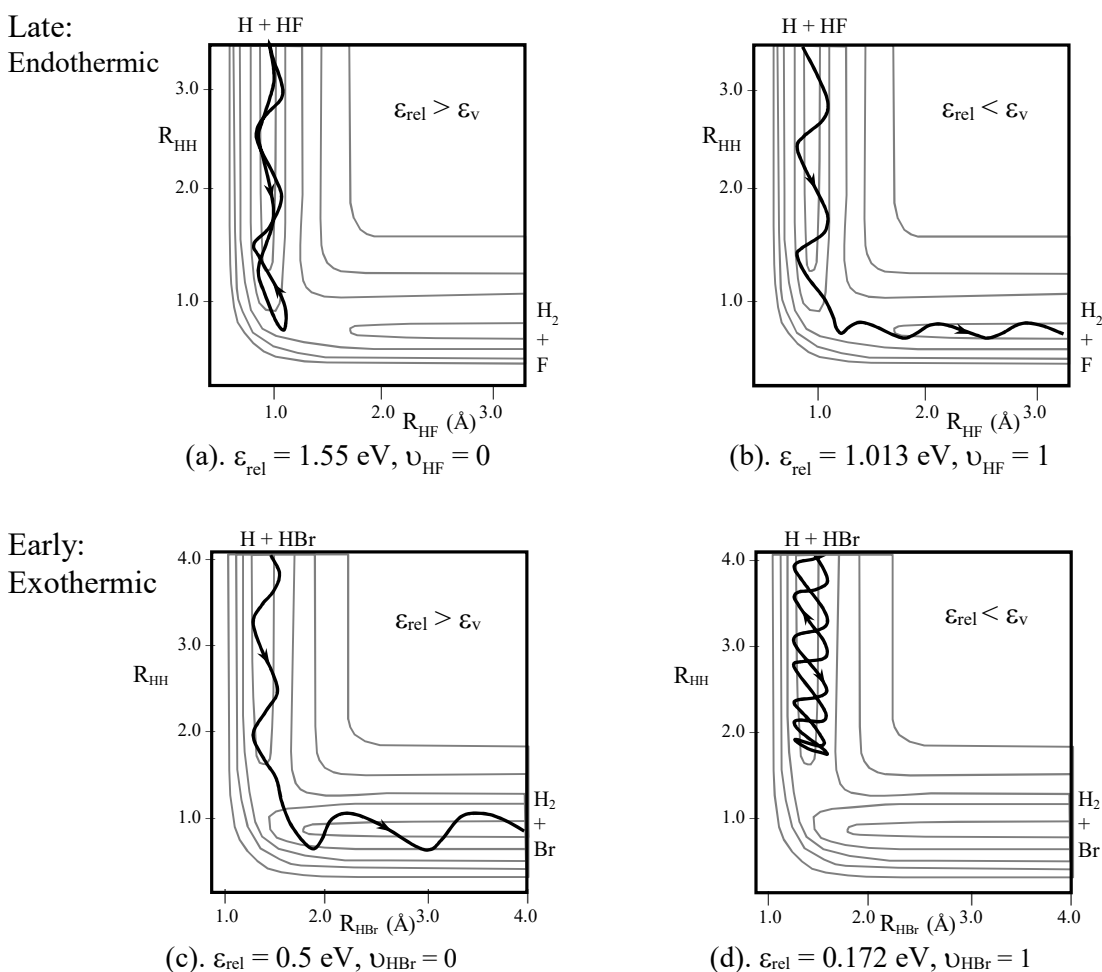 Late:
Endothermic
H + HF
3.0
R_HH
2.0
1.0
ε_rel > ε_v
H₂
+
F
1.0
2.0
3.0
R_HF (Å)
(a). ε_rel = 1.55 eV, υ_HF = 0
H + HF
3.0
R_HH
2.0
1.0
ε_rel < ε_v
H₂
+
F
1.0
2.0
3.0
R_HF (Å)
(b). ε_rel = 1.013 eV, υ_HF = 1
Early:
Exothermic
H + HBr
4.0
3.0
R_HH
2.0
1.0
ε_rel > ε_v
H₂
+
Br
1.0
2.0
3.0
4.0
R_HBr (Å)
(c). ε_rel = 0.5 eV, υ_HBr = 0
H + HBr
4.0
3.0
R_HH
2.0
1.0
ε_rel < ε_v
H₂
+
Br
1.0
2.0
3.0
4.0
R_HBr (Å)
(d). ε_rel = 0.172 eV, υ_HBr = 1